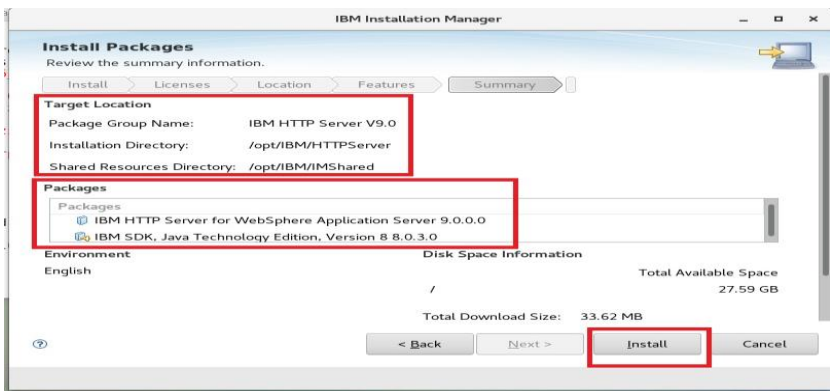 IBM Installation Manager
Install Packages
Review the summary information.
Install Licenses Location Features Summary
Target Location
Package Group Name: IBM HTTP Server V9.0
Installation Directory: /opt/IBM/HTTPServer
Shared Resources Directory: /opt/IBM/IMShared
Packages
Packages
IBM HTTP Server for WebSphere Application Server 9.0.0.0
IBM SDK, Java Technology Edition, Version 8 8.0.3.0
Environment Disk Space Information
English Total Available Space
/ 27.59 GB
Total Download Size: 33.62 MB
? < Back Next > Install Cancel